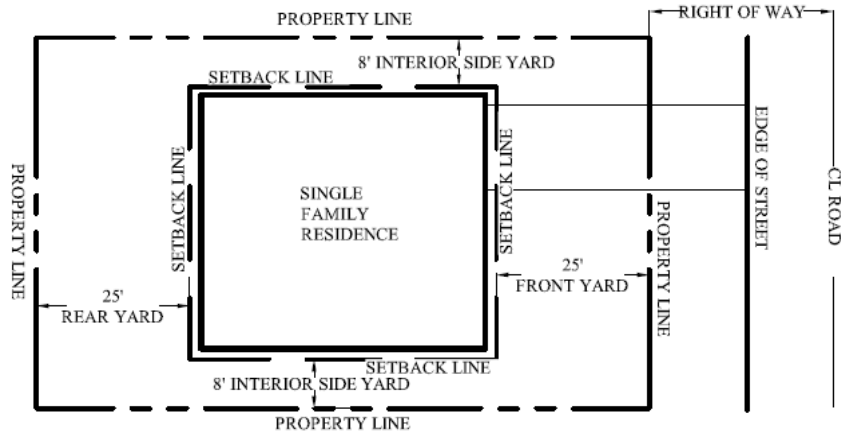 RIGHT OF WAY
PROPERTY LINE
8' INTERIOR SIDE YARD
SETBACK LINE
PROPERTY LINE
SETBACK LINE
SINGLE
FAMILY
RESIDENCE
SETBACK LINE
PROPERTY LINE
EDGE OF STREET
CL ROAD
25'
REAR YARD
25'
FRONT YARD
SETBACK LINE
8' INTERIOR SIDE YARD
PROPERTY LINE